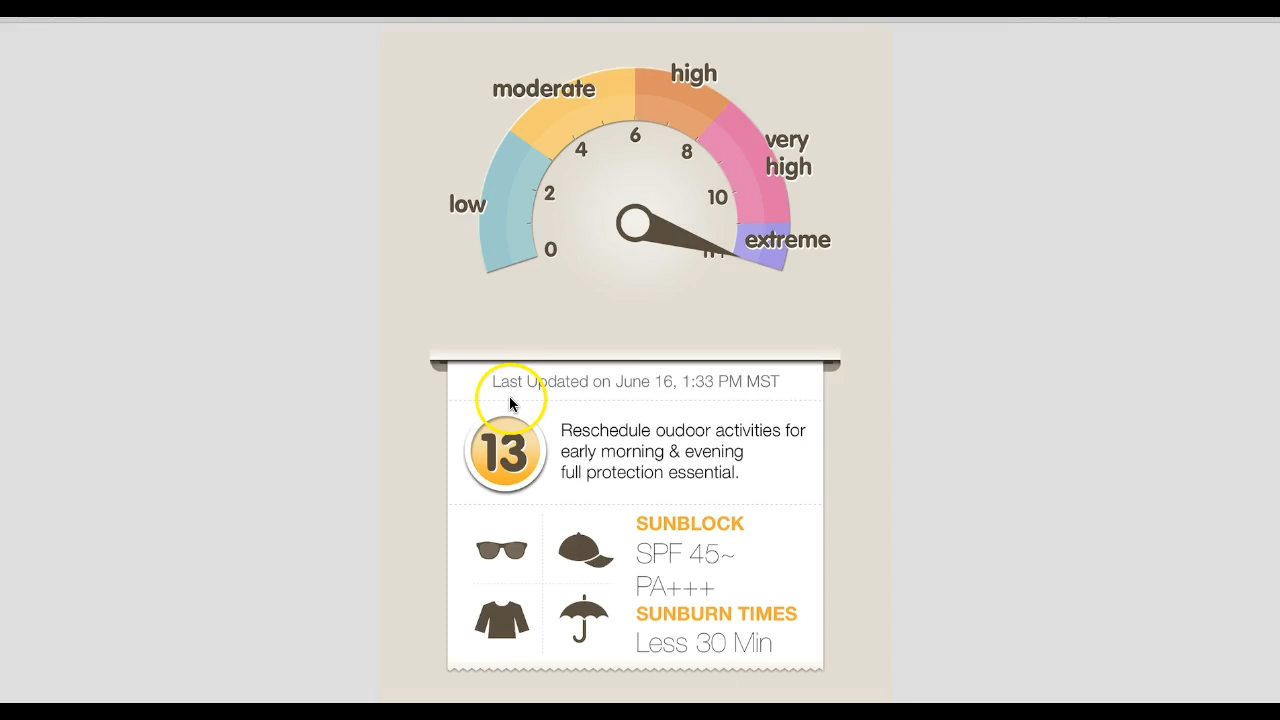 moderate
high
very
high
low
extreme
0
2
4
6
8
10
Last Updated on June 16, 1:33 PM MST
13
Reschedule oudoor activities for
early morning & evening
full protection essential.
SUNBLOCK
SPF 45~
PA+++
SUNBURN TIMES
Less 30 Min